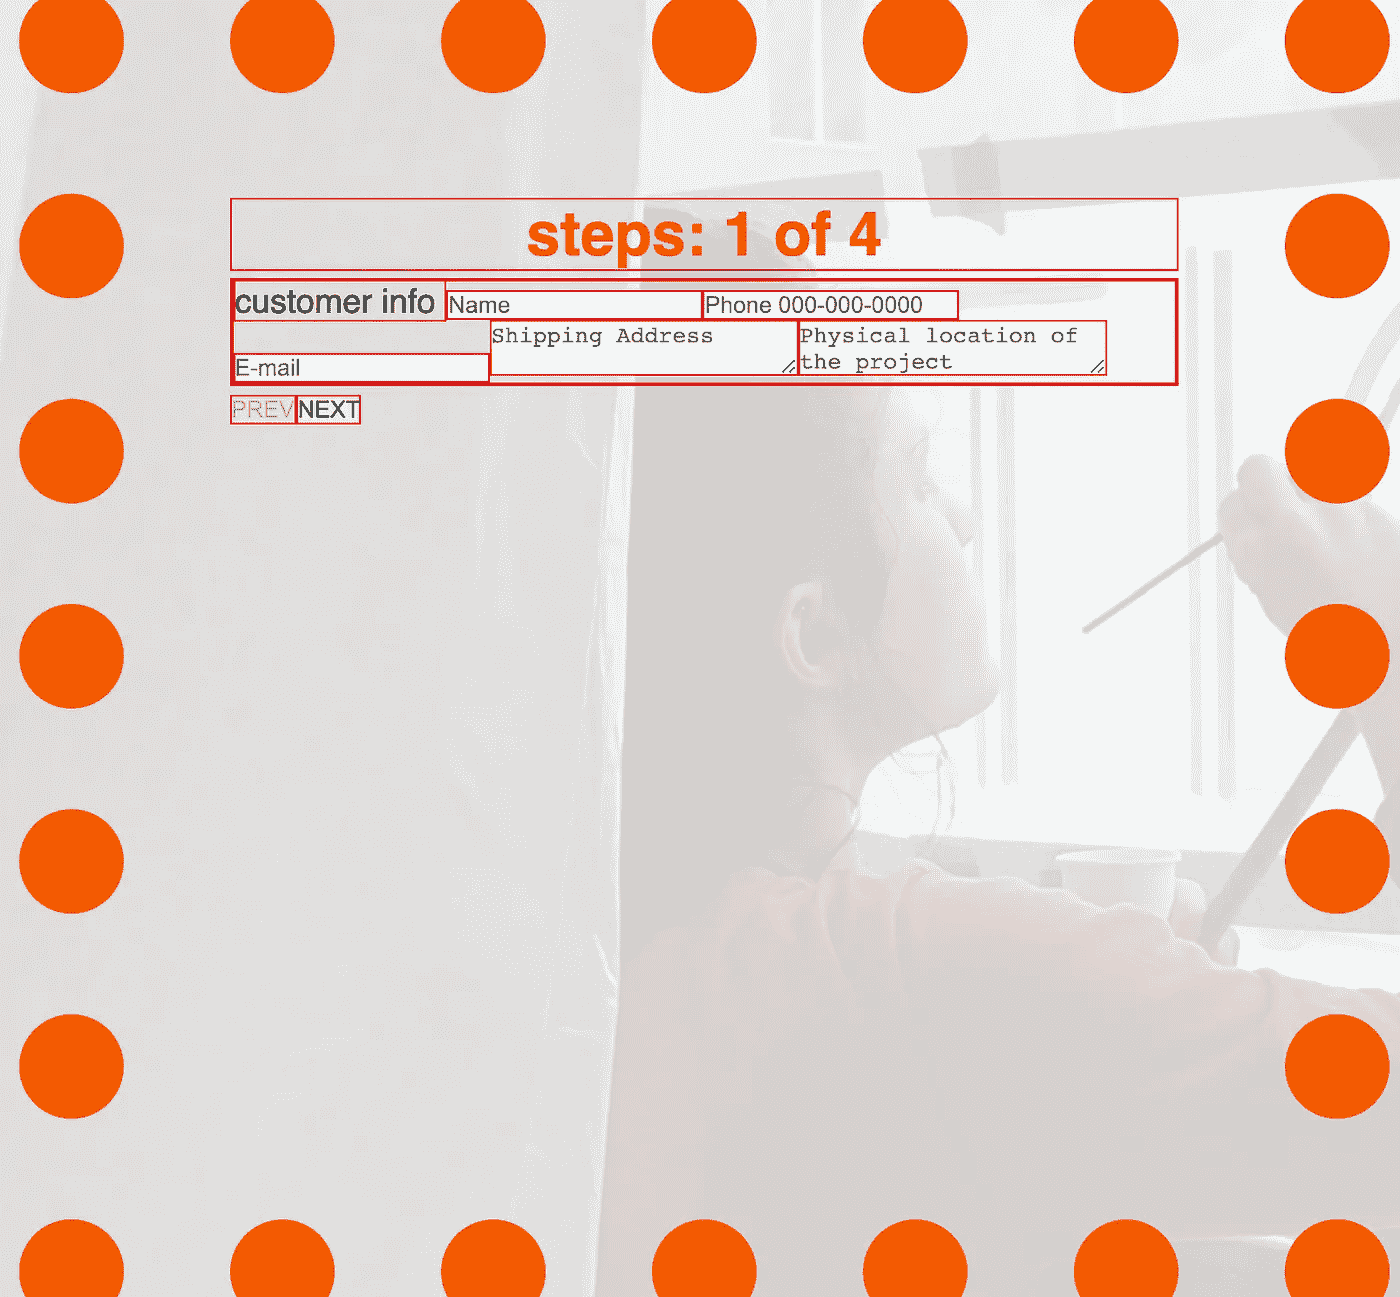 steps: 1 of 4
customer info
Name
Phone 000-000-0000
E-mail
Shipping Address
Physical location of
the project
PREV
NEXT